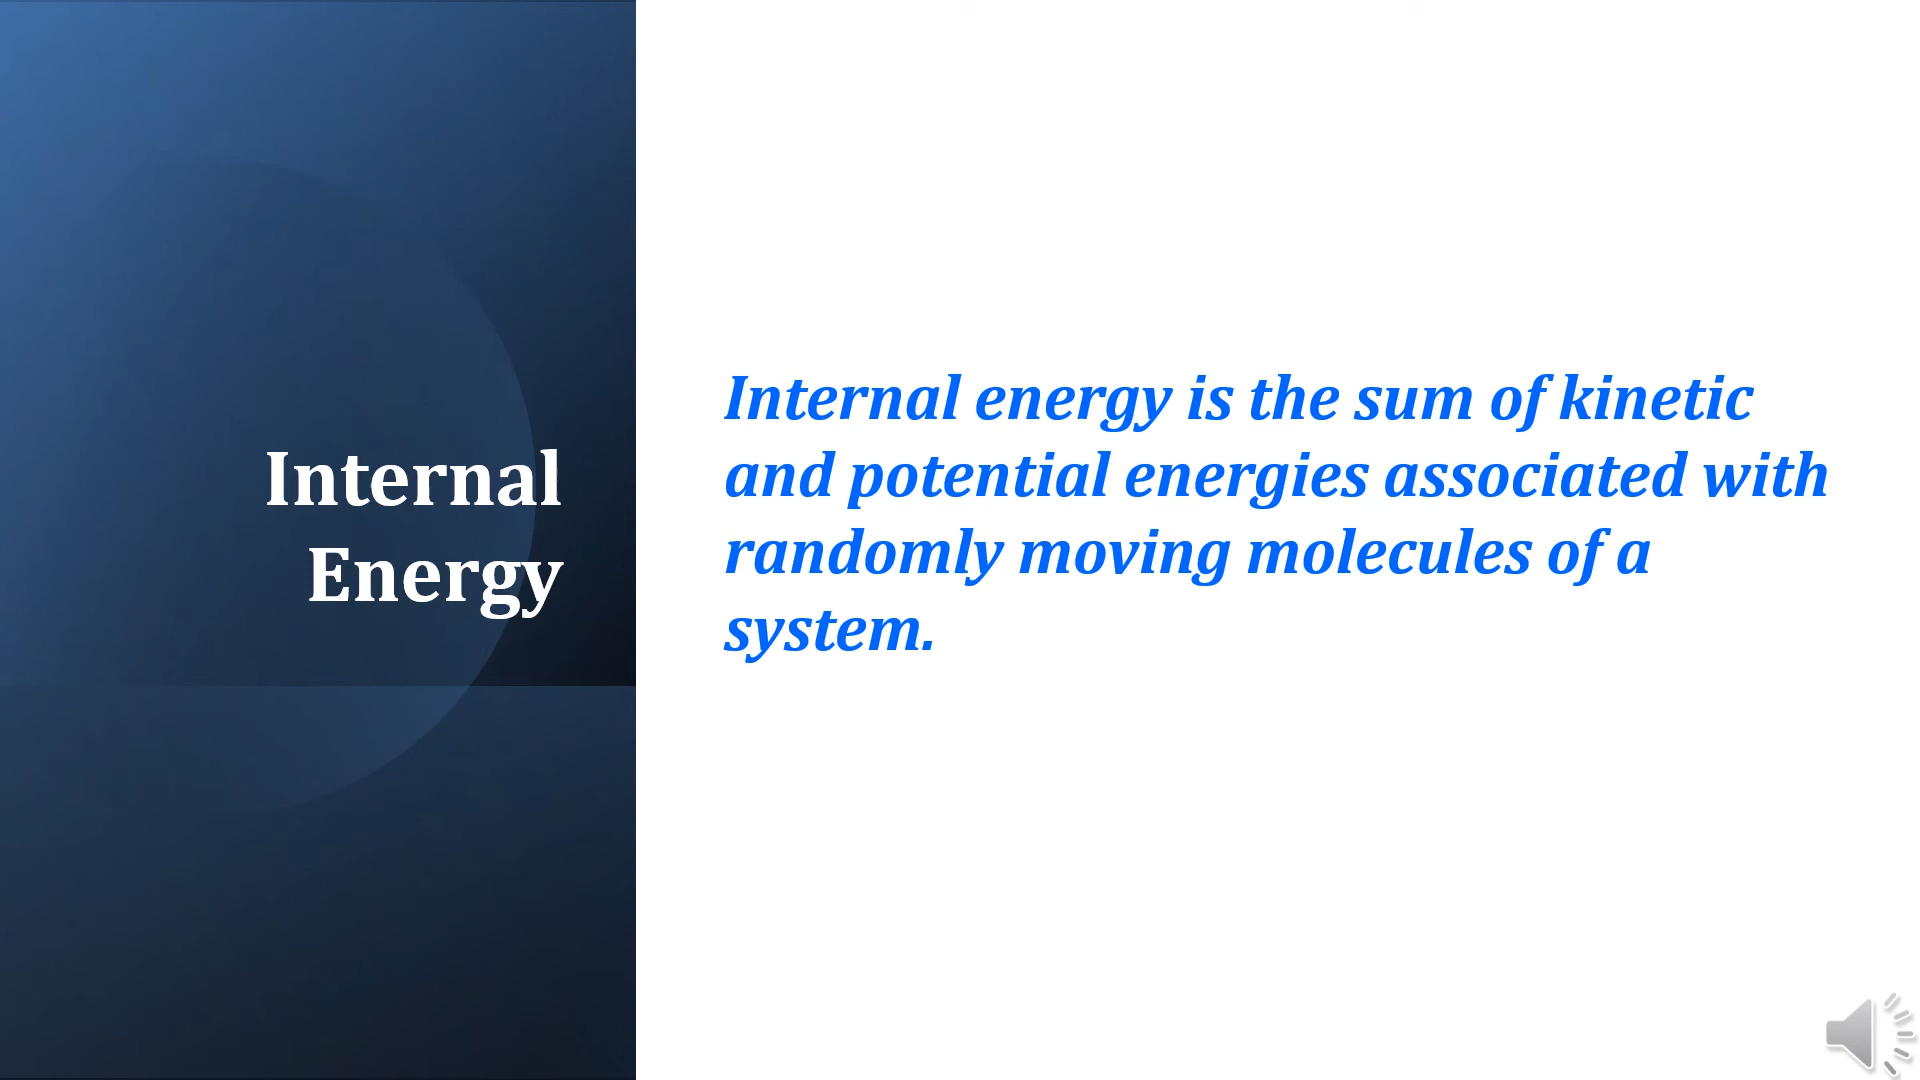 Internal
Energy
Internal energy is the sum of kinetic
and potential energies associated with
randomly moving molecules of a
system.